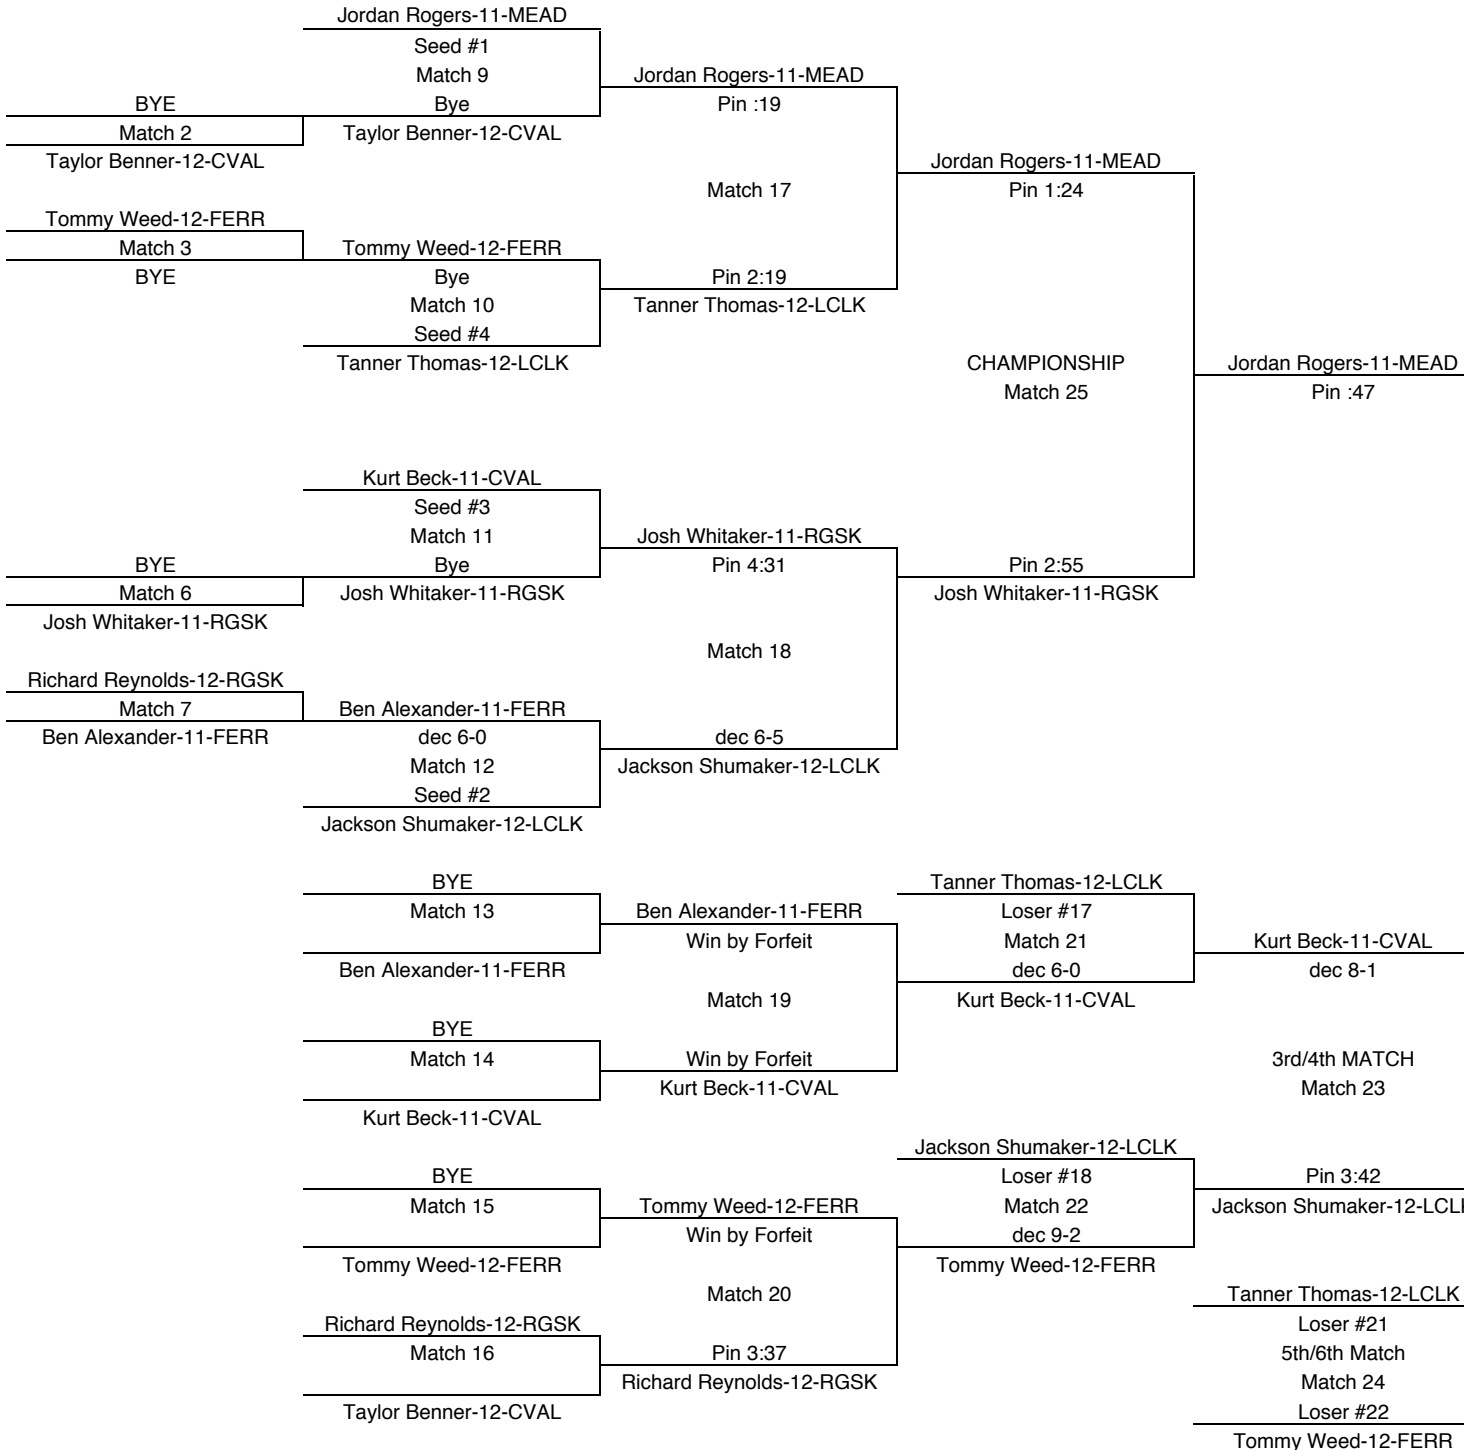 Jordan Rogers-11-MEAD
Seed #1
Match 9
Jordan Rogers-11-MEAD
BYE
Bye
Pin :19
Match 2
Taylor Benner-12-CVAL
Taylor Benner-12-CVAL
Jordan Rogers-11-MEAD
Match 17
Pin 1:24
Tommy Weed-12-FERR
Match 3
Tommy Weed-12-FERR
BYE
Bye
Pin 2:19
Match 10
Tanner Thomas-12-LCLK
Seed #4
Tanner Thomas-12-LCLK
CHAMPIONSHIP
Jordan Rogers-11-MEAD
Match 25
Pin :47
Kurt Beck-11-CVAL
Seed #3
Match 11
Josh Whitaker-11-RGSK
BYE
Bye
Pin 4:31
Pin 2:55
Match 6
Josh Whitaker-11-RGSK
Josh Whitaker-11-RGSK
Josh Whitaker-11-RGSK
Match 18
Richard Reynolds-12-RGSK
Match 7
Ben Alexander-11-FERR
Ben Alexander-11-FERR
dec 6-0
dec 6-5
Match 12
Jackson Shumaker-12-LCLK
Seed #2
Jackson Shumaker-12-LCLK
BYE
Tanner Thomas-12-LCLK
Match 13
Ben Alexander-11-FERR
Loser #17
Win by Forfeit
Match 21
Kurt Beck-11-CVAL
Ben Alexander-11-FERR
dec 6-0
dec 8-1
Match 19
Kurt Beck-11-CVAL
BYE
Match 14
Win by Forfeit
3rd/4th MATCH
Kurt Beck-11-CVAL
Match 23
Kurt Beck-11-CVAL
Jackson Shumaker-12-LCLK
BYE
Loser #18
Pin 3:42
Match 15
Tommy Weed-12-FERR
Match 22
Jackson Shumaker-12-LCL
Win by Forfeit
dec 9-2
Tommy Weed-12-FERR
Tommy Weed-12-FERR
Match 20
Tanner Thomas-12-LCLK
Richard Reynolds-12-RGSK
Loser #21
Match 16
Pin 3:37
5th/6th Match
Richard Reynolds-12-RGSK
Match 24
Taylor Benner-12-CVAL
Loser #22
Tommy Weed-12-FERR